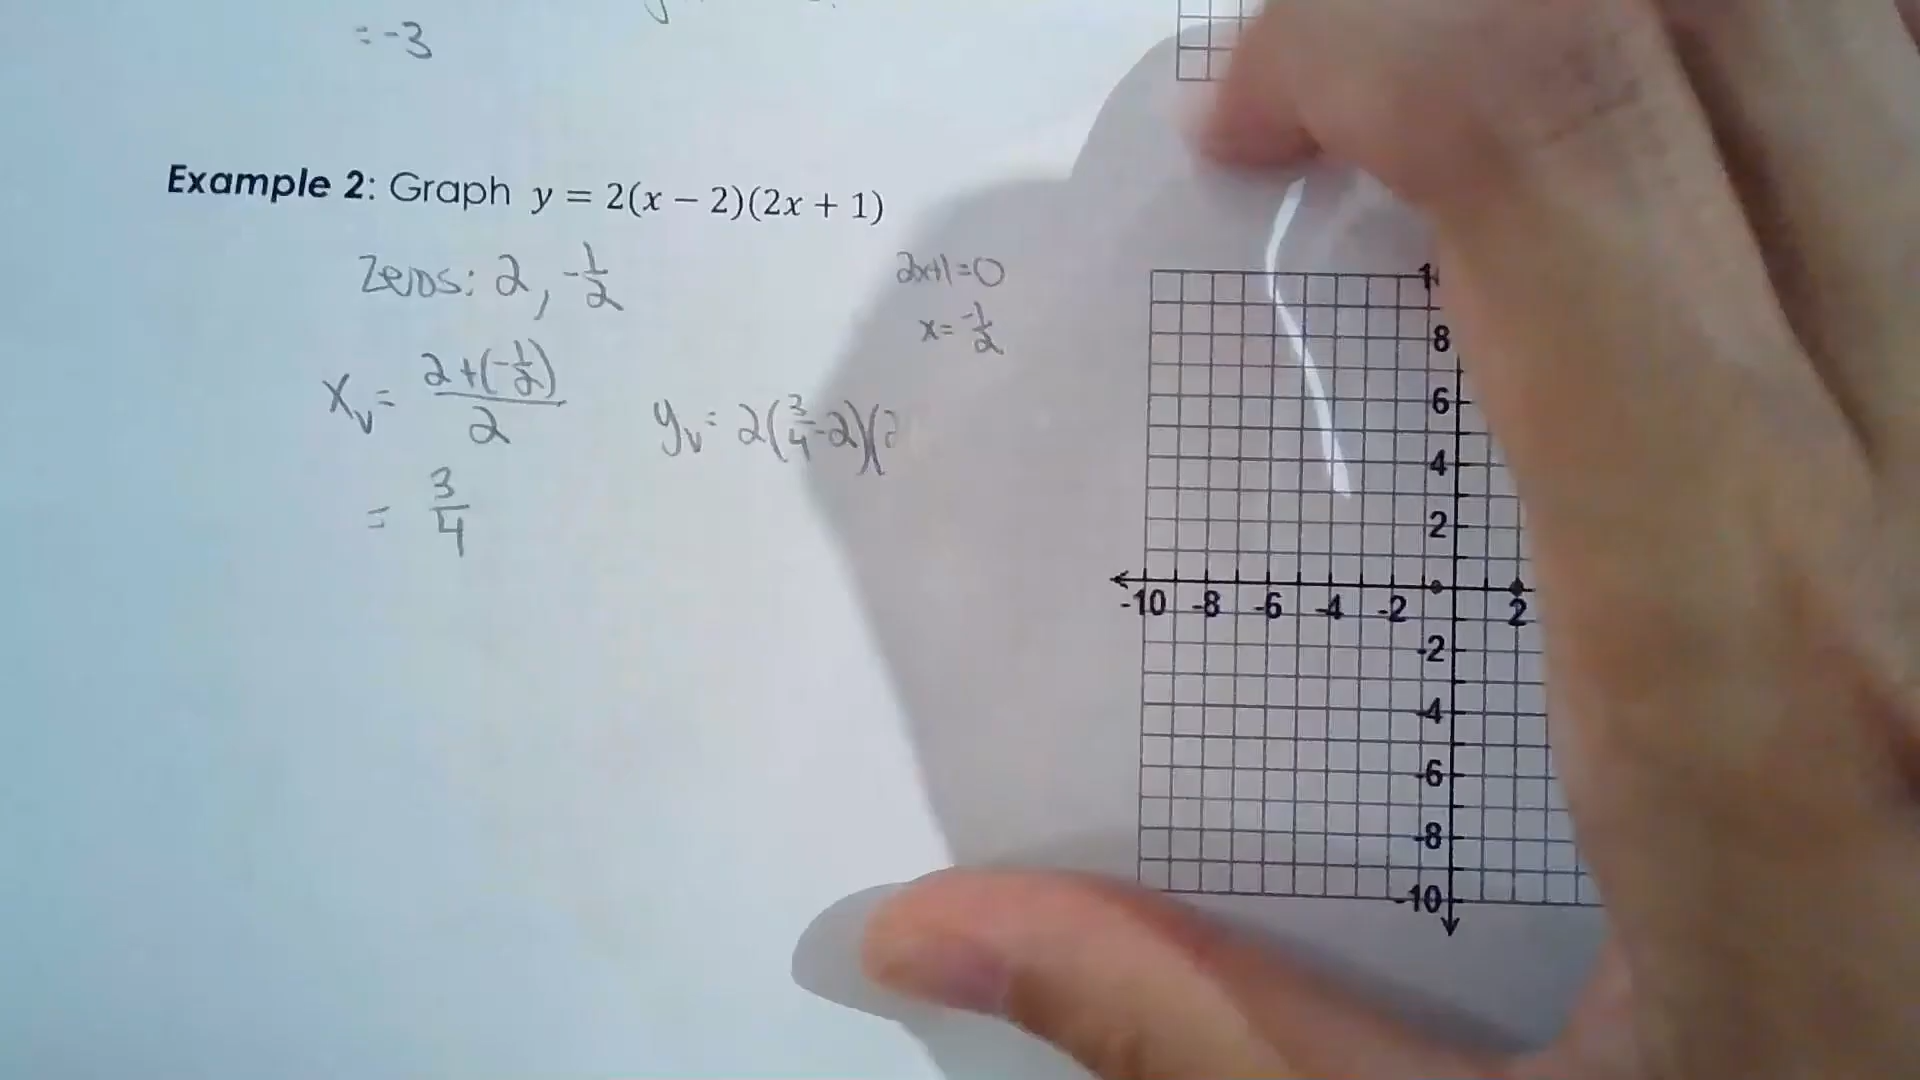 = -3
Example 2: Graph y = 2(x − 2)(2x + 1)
Zeros: 2, -1/2
2x+1=0
x= -1/2
x_v = (2+(-1/2))/2
y_v = 2(3/4-2)(2
= 3/4
8
6
4
2
-10 -8 -6 -4 -2 2
-2
-4
-6
-8
-10